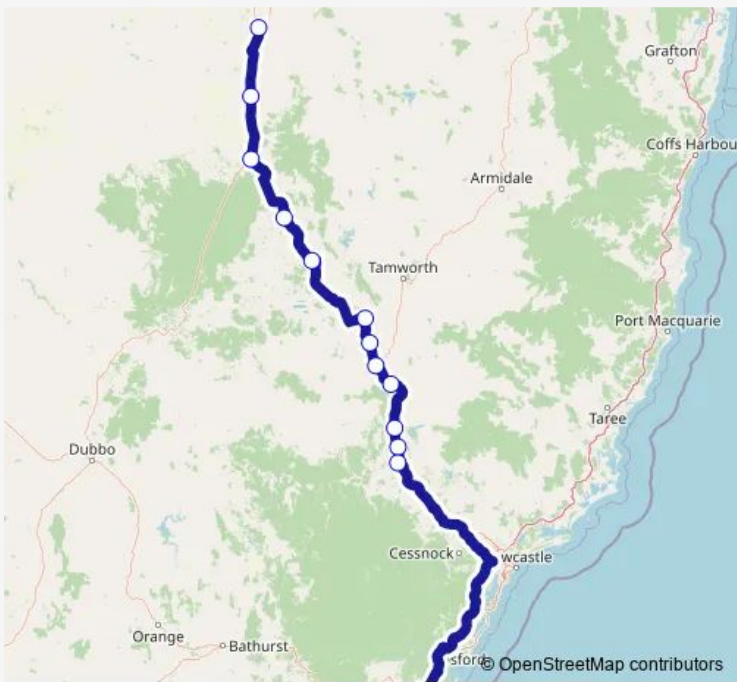 Grafton
Coffs Harbou
Armidale
Tamworth
Port Macquarie
Taree
Dubbo
Cessnock
wcastle
Orange
Bathurst
sford
© OpenStreetMap contributors